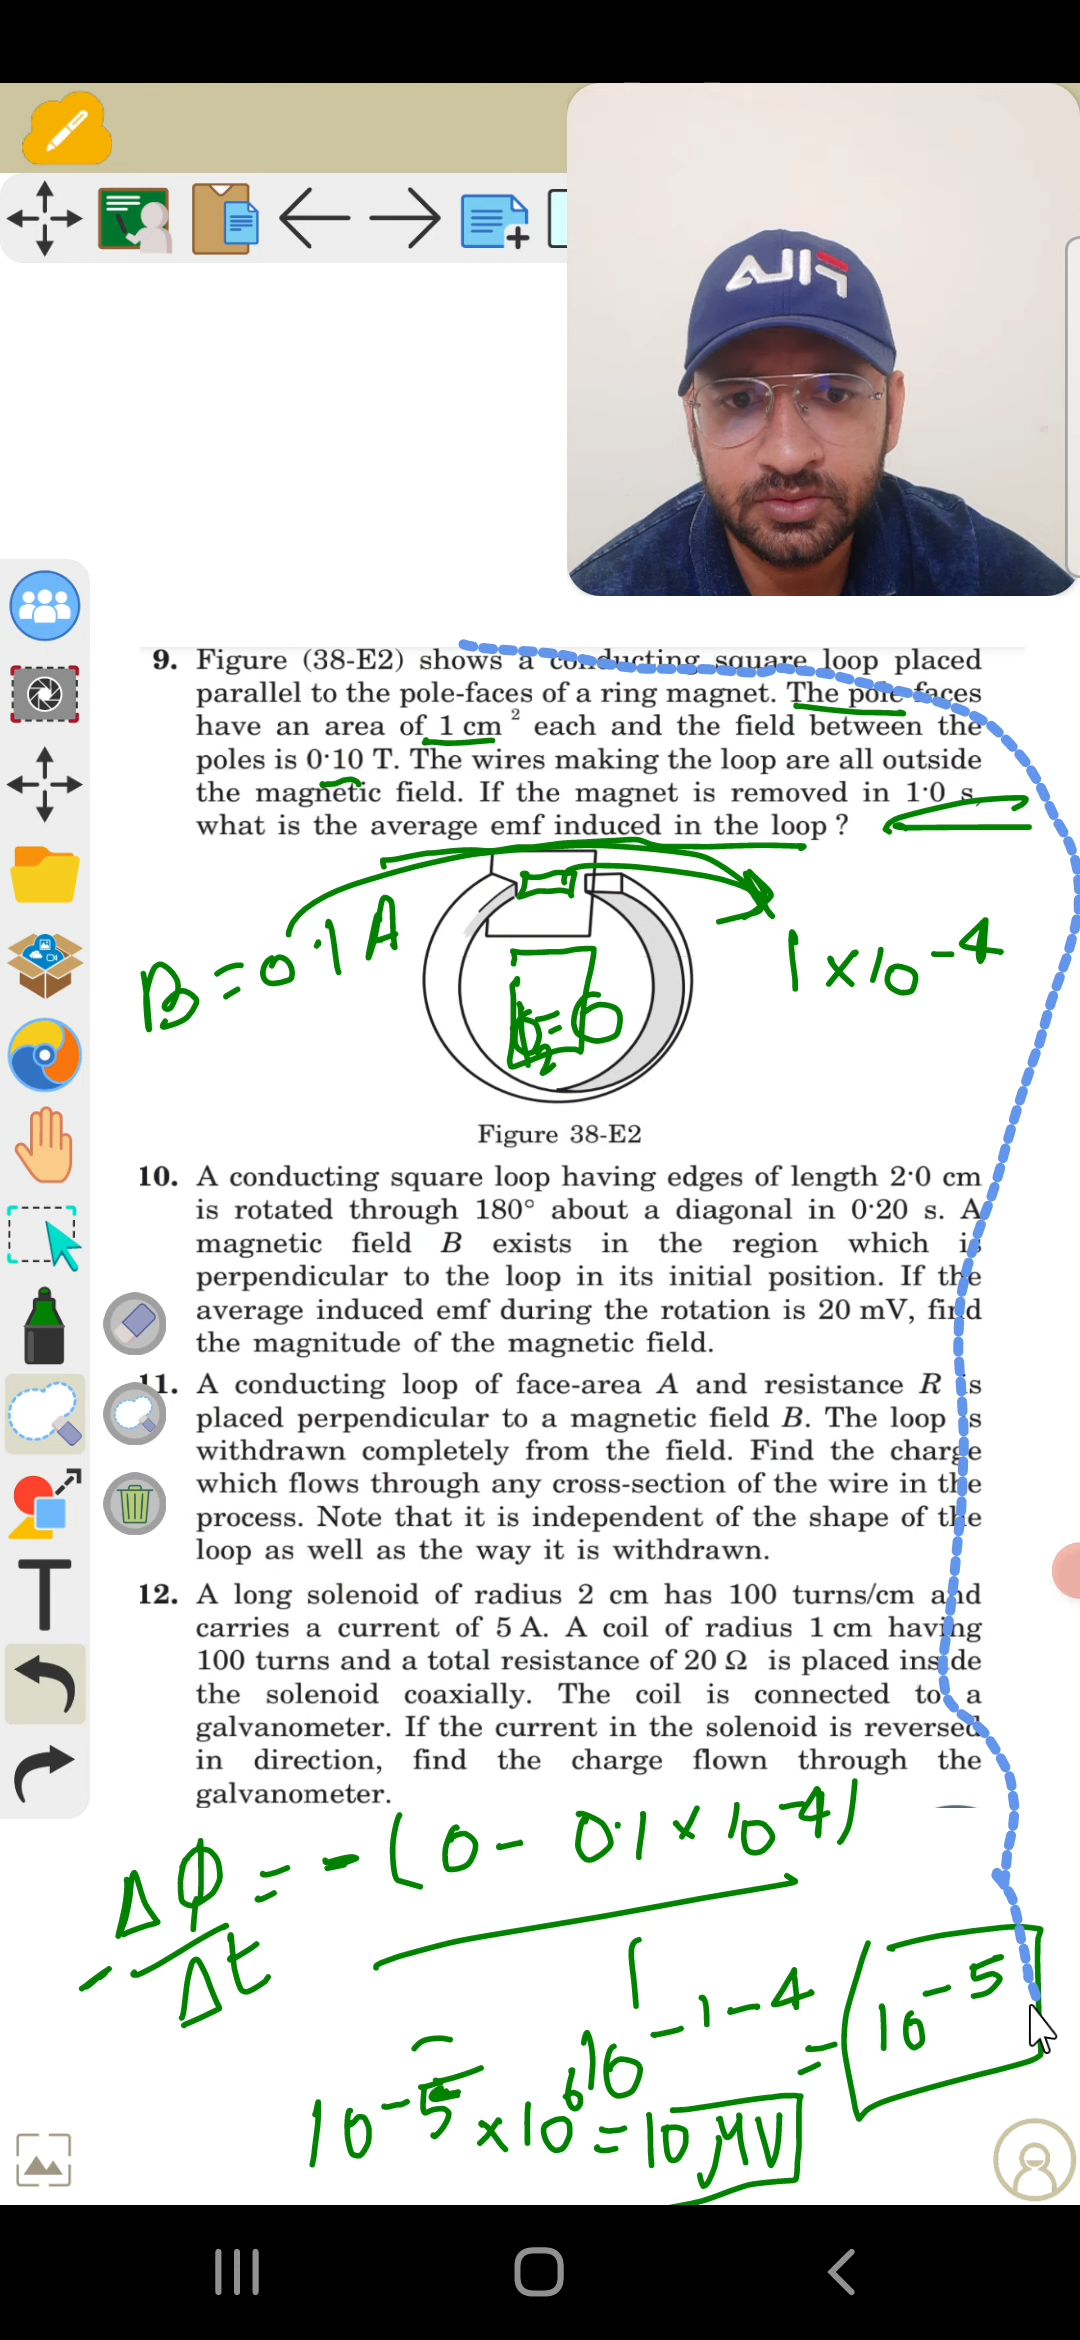 FILA
9. Figure (38-E2) shows a conducting square loop placed
parallel to the pole-faces of a ring magnet. The pole-faces
have an area of 1 cm² each and the field between the
poles is 0·10 T. The wires making the loop are all outside
the magnetic field. If the magnet is removed in 1·0 s,
what is the average emf induced in the loop ?
B = 0.1 A
1 × 10⁻⁴
ϕ₂ = 0
Figure 38-E2
10. A conducting square loop having edges of length 2·0 cm
is rotated through 180° about a diagonal in 0·20 s. A
magnetic field B exists in the region which is
perpendicular to the loop in its initial position. If the
average induced emf during the rotation is 20 mV, find
the magnitude of the magnetic field.
11. A conducting loop of face-area A and resistance R is
placed perpendicular to a magnetic field B. The loop is
withdrawn completely from the field. Find the charge
which flows through any cross-section of the wire in the
process. Note that it is independent of the shape of the
loop as well as the way it is withdrawn.
12. A long solenoid of radius 2 cm has 100 turns/cm and
carries a current of 5 A. A coil of radius 1 cm having
100 turns and a total resistance of 20 Ω is placed inside
the solenoid coaxially. The coil is connected to a
galvanometer. If the current in the solenoid is reversed
in direction, find the charge flown through the
galvanometer.
- Δϕ/Δt = - (0 - 0.1 × 10⁻⁴) / 1
10⁻¹⁻⁴ = 10⁻⁵
10⁻⁵ × 10⁶ = 10 μV